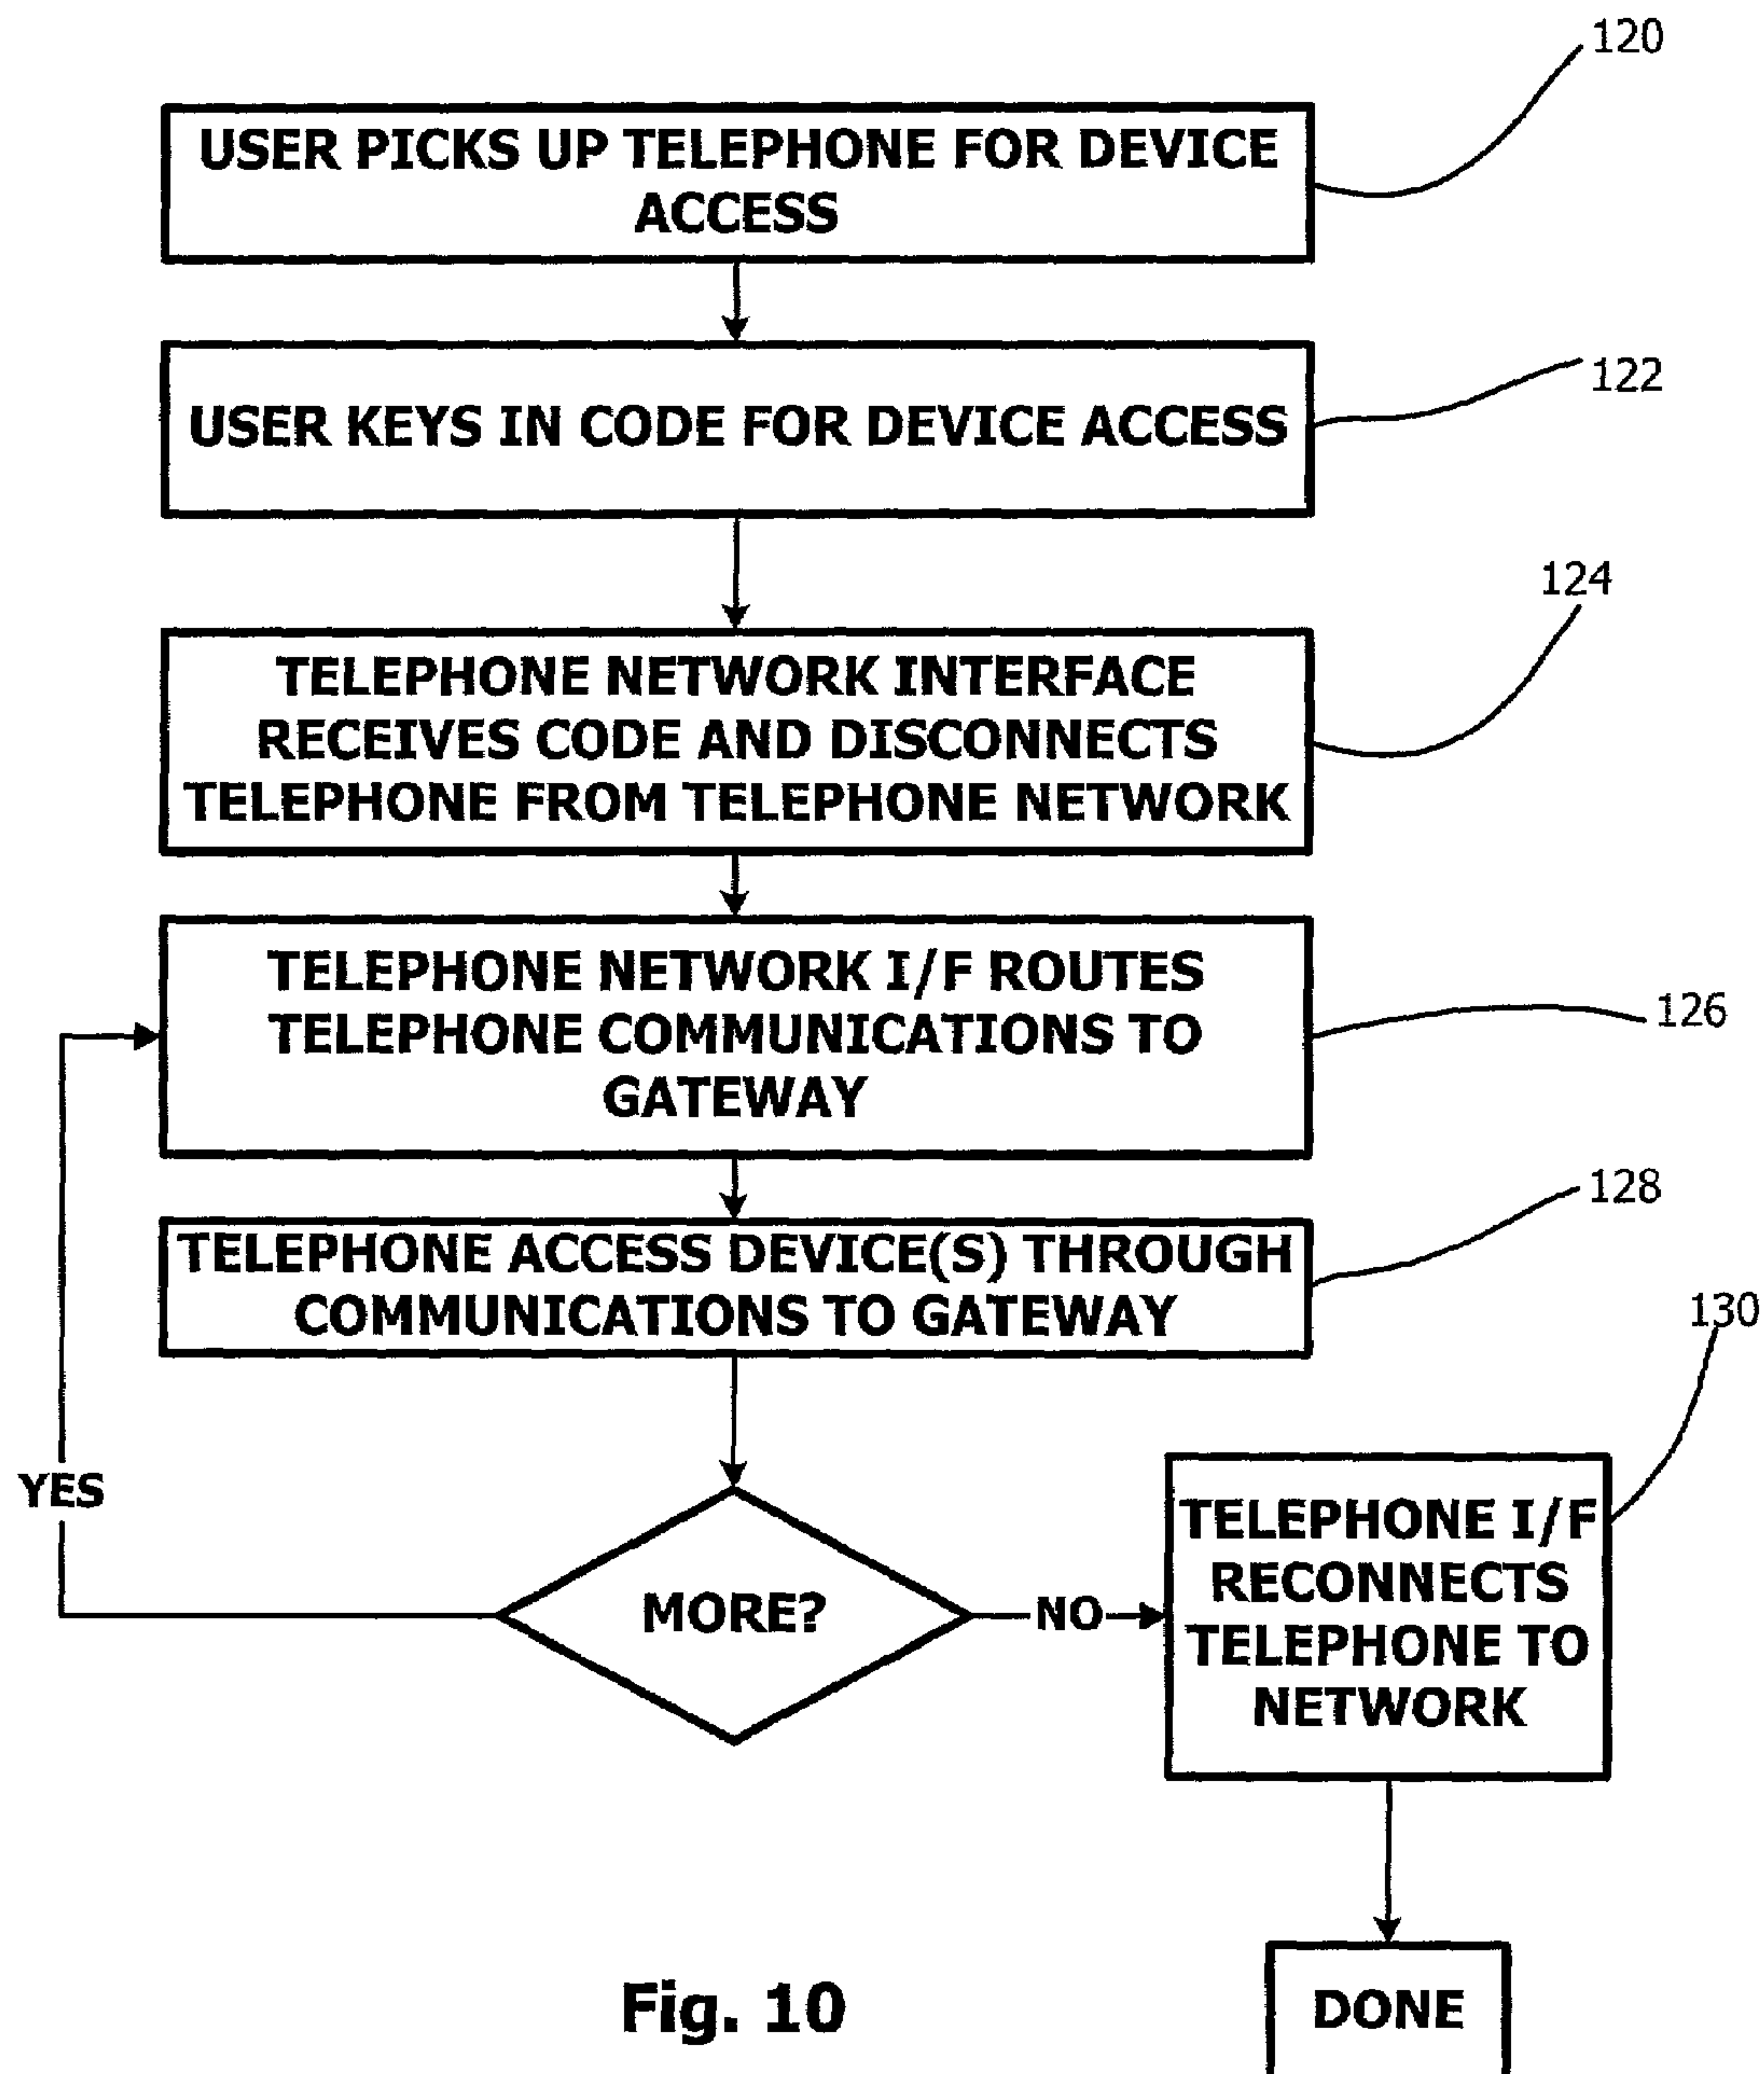 120
USER PICKS UP TELEPHONE FOR DEVICE
ACCESS
122
USER KEYS IN CODE FOR DEVICE ACCESS
124
TELEPHONE NETWORK INTERFACE
RECEIVES CODE AND DISCONNECTS
TELEPHONE FROM TELEPHONE NETWORK
TELEPHONE NETWORK I/F ROUTES
TELEPHONE COMMUNICATIONS TO
GATEWAY
126
128
TELEPHONE ACCESS DEVICE(S) THROUGH
COMMUNICATIONS TO GATEWAY
130
YES
MORE?
NO
TELEPHONE I/F
RECONNECTS
TELEPHONE TO
NETWORK
Fig. 10
DONE